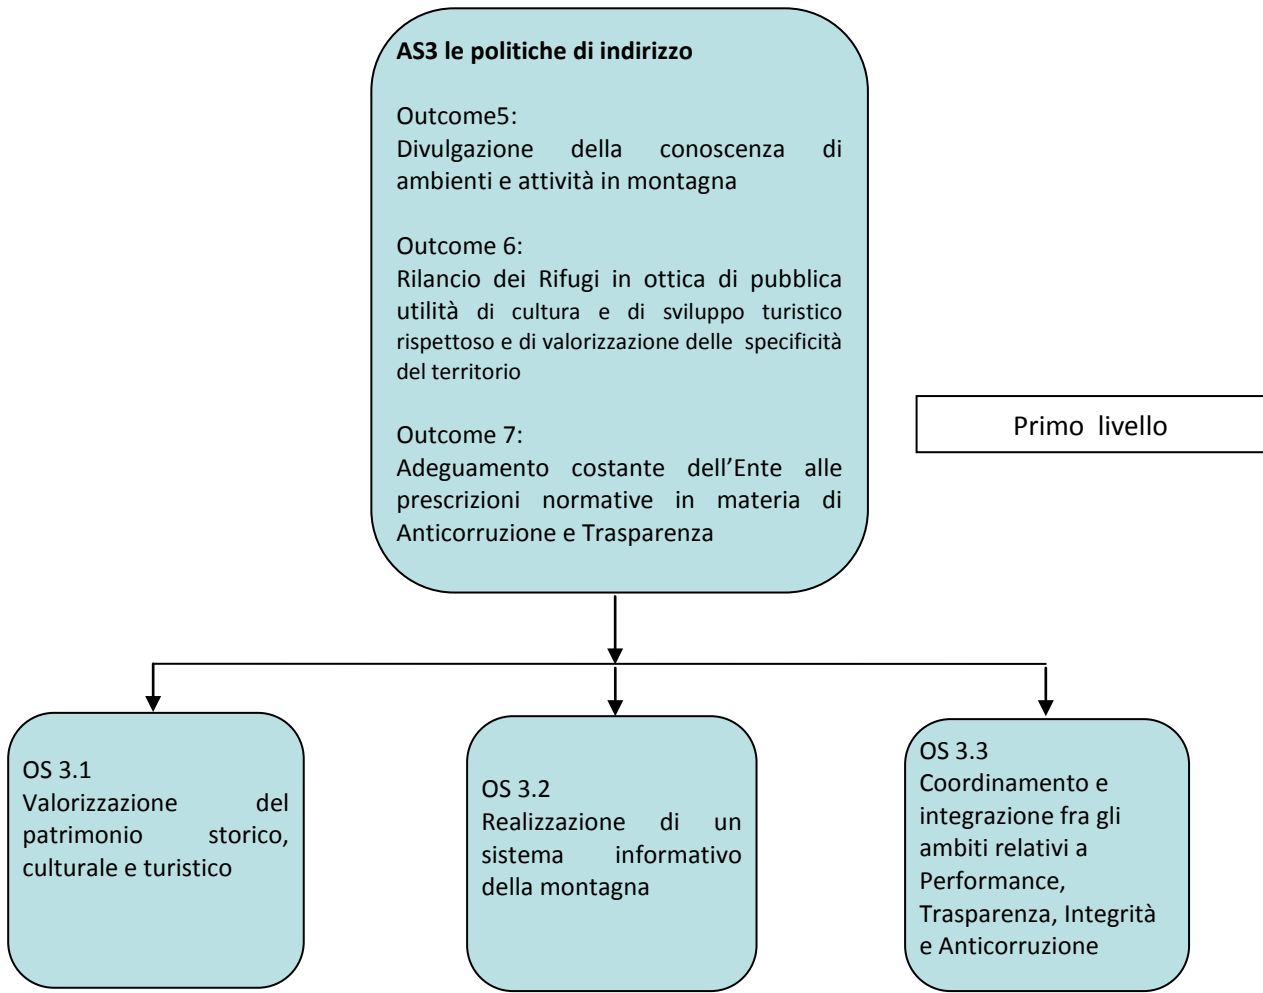 AS3 le politiche di indirizzo
Outcome5:
Divulgazione della conoscenza di
ambienti e attività in montagna
Outcome 6:
Rilancio dei Rifugi in ottica di pubblica
utilità di cultura e di sviluppo turistico
rispettoso e di valorizzazione delle specificità
del territorio
Outcome 7:
Adeguamento costante dell’Ente alle
prescrizioni normative in materia di
Anticorruzione e Trasparenza
Primo livello
OS 3.1
Valorizzazione del
patrimonio storico,
culturale e turistico
OS 3.2
Realizzazione di un
sistema informativo
della montagna
OS 3.3
Coordinamento e
integrazione fra gli
ambiti relativi a
Performance,
Trasparenza, Integrità
e Anticorruzione